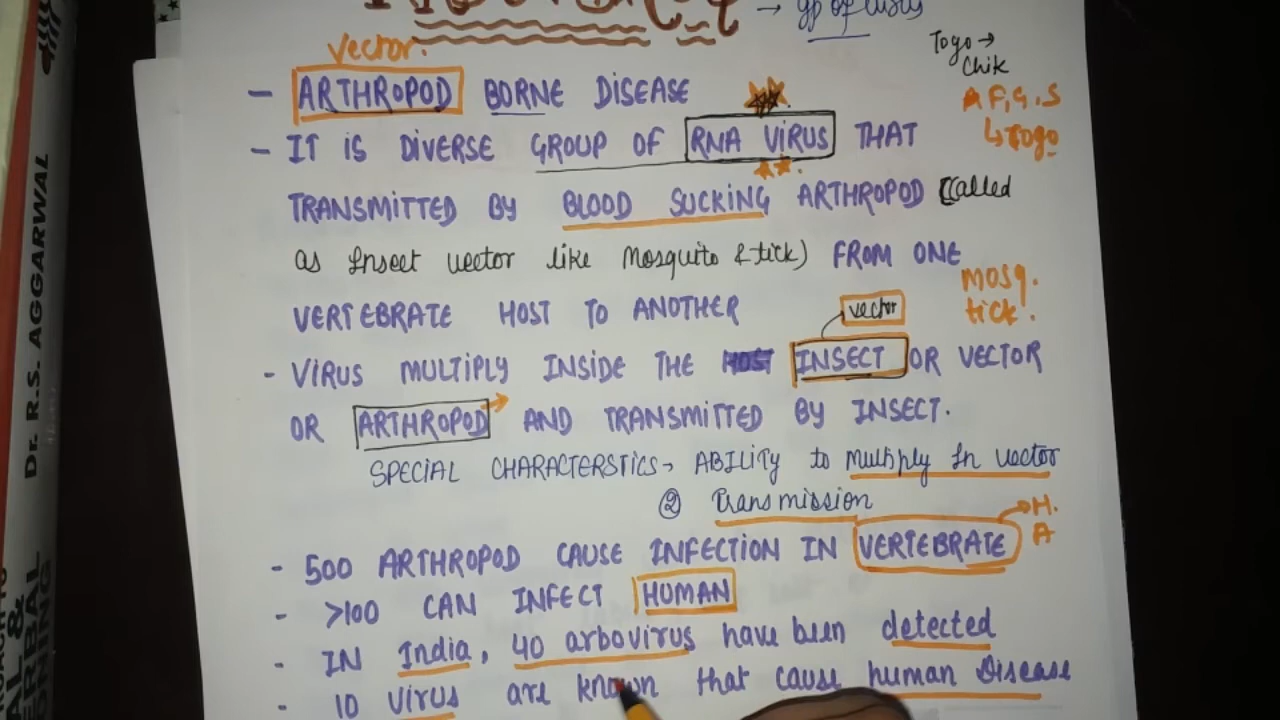 → gp of virus
Vector.
- ARTHROPOD BORNE DISEASE
Togo →
Chik
A F, G, S
↳ Togo
- IT IS DIVERSE GROUP OF RNA VIRUS THAT
TRANSMITTED BY BLOOD SUCKING ARTHROPOD (Called
as Insect vector like Mosquito & tick) FROM ONE
mosq.
tick.
VERTEBRATE HOST TO ANOTHER
vector
- VIRUS MULTIPLY INSIDE THE INSECT OR VECTOR
OR ARTHROPOD → AND TRANSMITTED BY INSECT.
SPECIAL CHARACTERSTICS → ABILITY to multiply In vector
② Transmission
→ H.
A
- 500 ARTHROPOD CAUSE INFECTION IN VERTEBRATE
- >100 CAN INFECT HUMAN
- IN India, 40 arbovirus have been detected
- 10 virus are known that cause human Disease
Dr. R.S. AGGARWAL